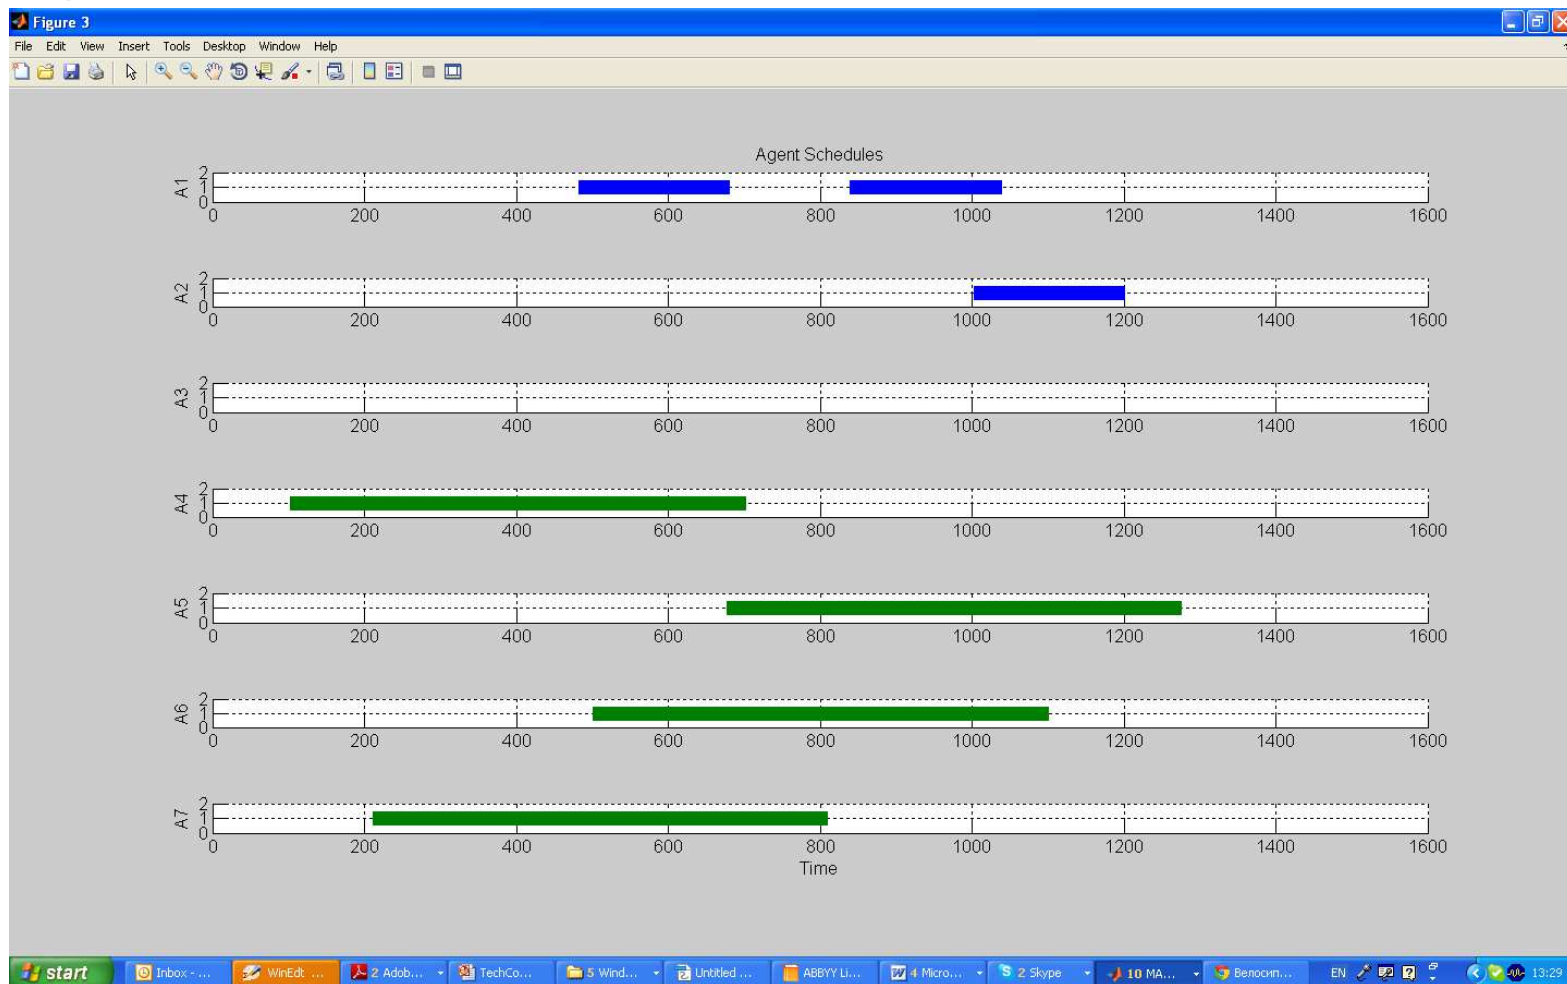 Figure 3
File Edit View Insert Tools Desktop Window Help
Agent Schedules
A1
2
1
0
0 200 400 600 800 1000 1200 1400 1600
A2
2
1
0
0 200 400 600 800 1000 1200 1400 1600
A3
2
1
0
0 200 400 600 800 1000 1200 1400 1600
A4
2
1
0
0 200 400 600 800 1000 1200 1400 1600
A5
2
1
0
0 200 400 600 800 1000 1200 1400 1600
A6
2
1
0
0 200 400 600 800 1000 1200 1400 1600
A7
2
1
0
0 200 400 600 800 1000 1200 1400 1600
Time
start Inbox - ... WinEdt ... 2 Adob... TechCo... 5 Wind... Untitled ... ABBYY Li... 4 Micro... 2 Skype 10 MA... Велосип... EN 13:29